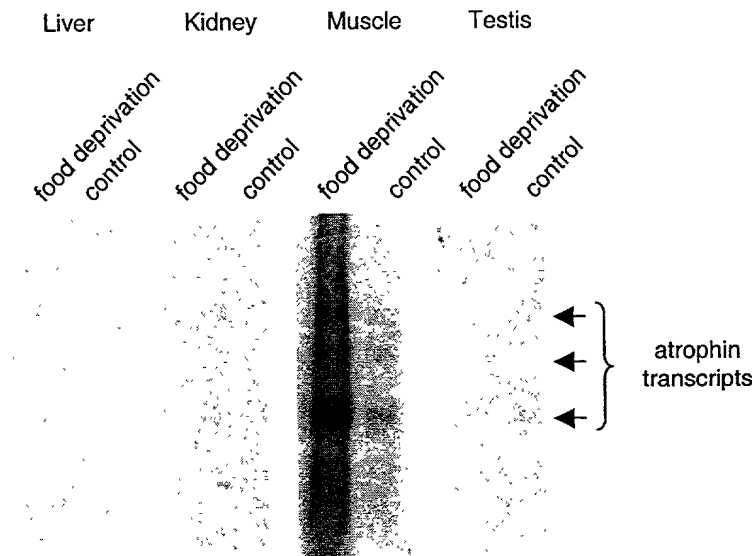 Liver Kidney Muscle Testis
food deprivation control food deprivation control food deprivation control food deprivation control
atrophin
transcripts